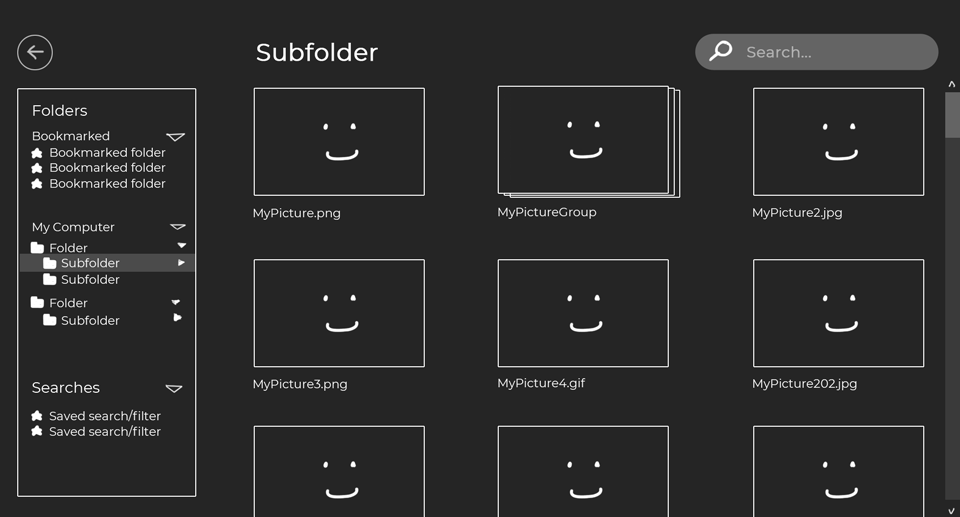 Subfolder
Search...
Folders
Bookmarked
Bookmarked folder
Bookmarked folder
Bookmarked folder
My Computer
Folder
Subfolder
Subfolder
Folder
Subfolder
Searches
Saved search/filter
Saved search/filter
MyPicture.png
MyPictureGroup
MyPicture2.jpg
MyPicture3.png
MyPicture4.gif
MyPicture202.jpg